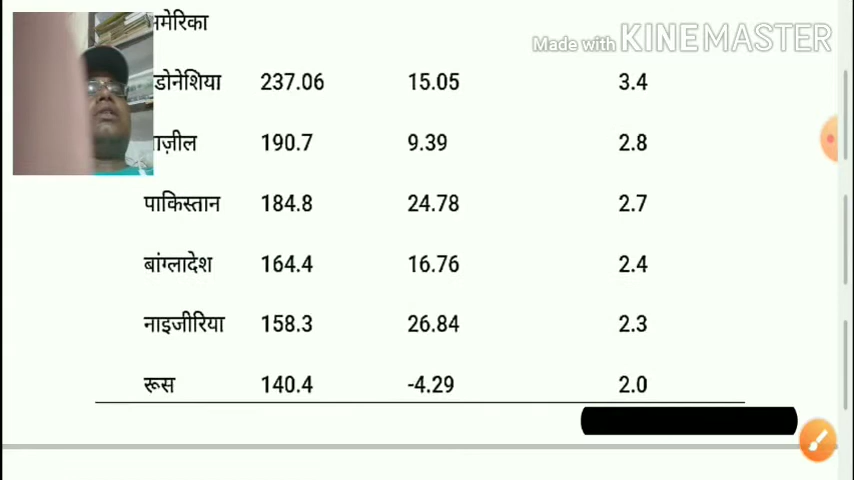 Made with KINEMASTER
237.06 15.05 3.4
190.7 9.39 2.8
पाकिस्तान 184.8 24.78 2.7
बांग्लादेश 164.4 16.76 2.4
नाइजीरिया 158.3 26.84 2.3
रूस 140.4 -4.29 2.0